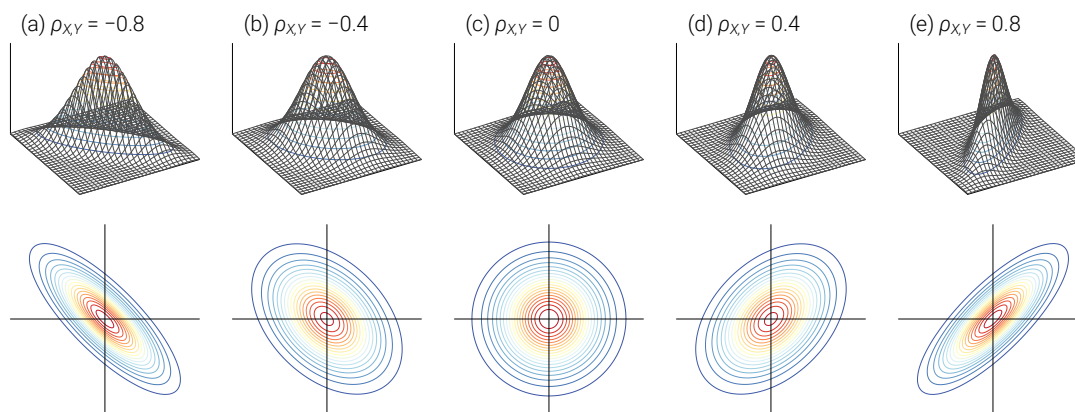 (a) ρX,Y = −0.8
(b) ρX,Y = −0.4
(c) ρX,Y = 0
(d) ρX,Y = 0.4
(e) ρX,Y = 0.8